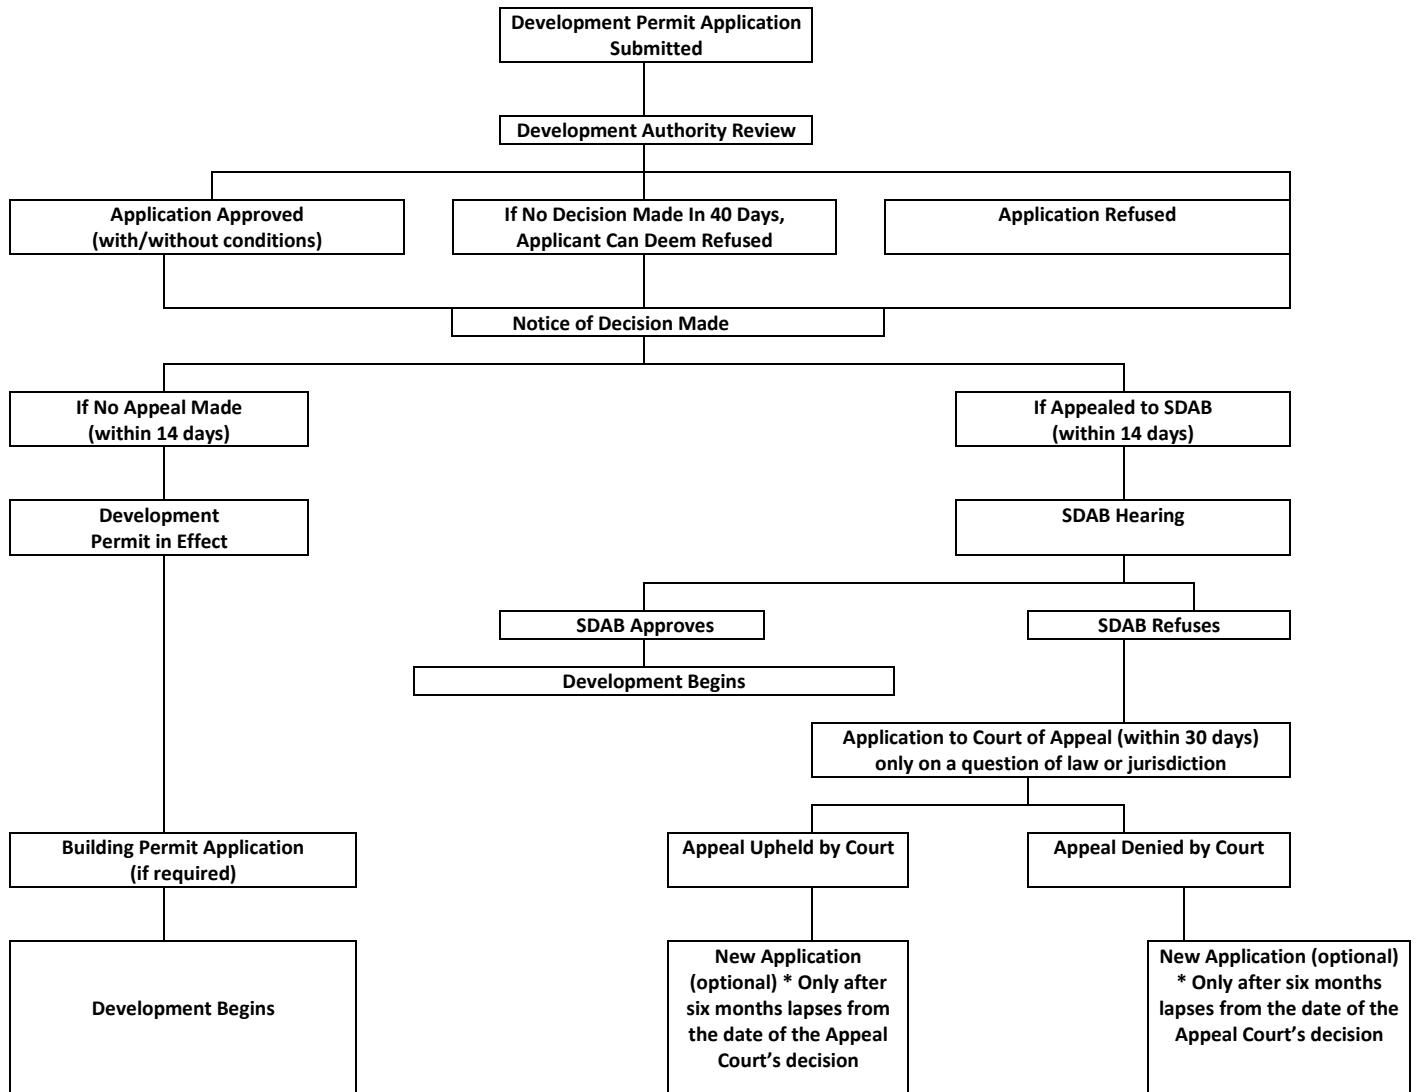 Development Permit Application
Submitted
Development Authority Review
Application Approved
(with/without conditions)
If No Decision Made In 40 Days,
Applicant Can Deem Refused
Application Refused
Notice of Decision Made
If No Appeal Made
(within 14 days)
If Appealed to SDAB
(within 14 days)
Development
Permit in Effect
SDAB Hearing
SDAB Approves
SDAB Refuses
Development Begins
Application to Court of Appeal (within 30 days)
only on a question of law or jurisdiction
Building Permit Application
(if required)
Appeal Upheld by Court
Appeal Denied by Court
Development Begins
New Application
(optional) * Only after
six months lapses from
the date of the Appeal
Court’s decision
New Application (optional)
* Only after six months
lapses from the date of the
Appeal Court’s decision